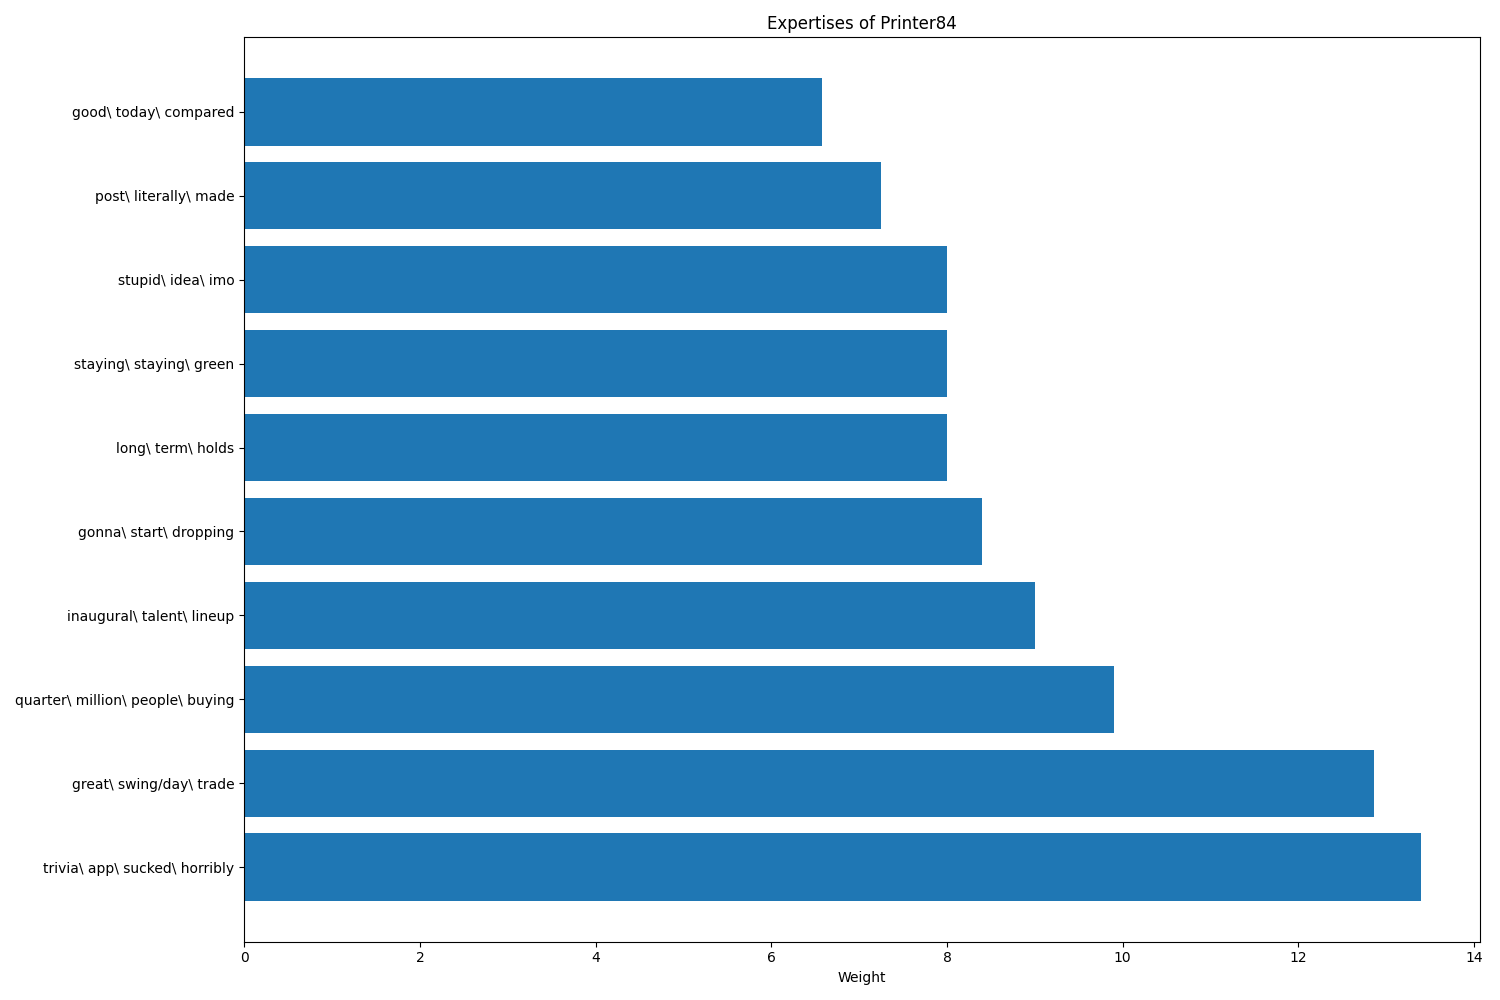 Expertises of Printer84
good\ today\ compared
post\ literally\ made
stupid\ idea\ imo
staying\ staying\ green
long\ term\ holds
gonna\ start\ dropping
inaugural\ talent\ lineup
quarter\ million\ people\ buying
great\ swing/day\ trade
trivia\ app\ sucked\ horribly
0 2 4 6 8 10 12 14
Weight